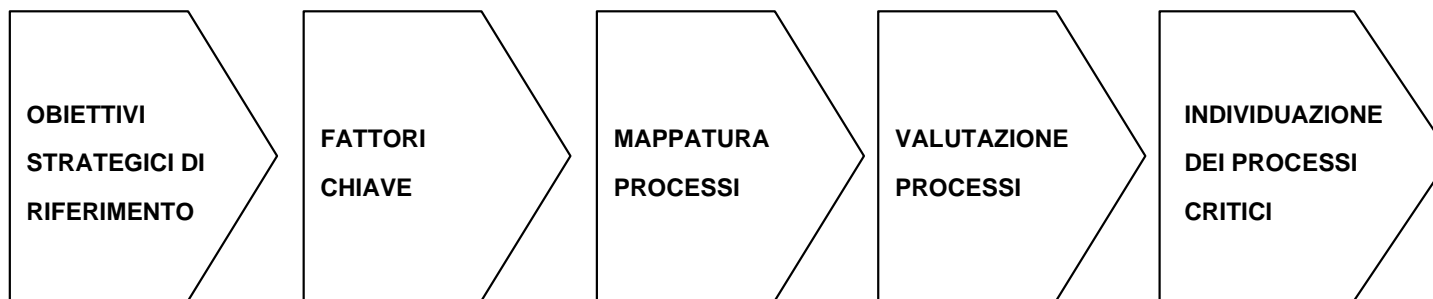 OBIETTIVI
STRATEGICI DI
RIFERIMENTO
FATTORI
CHIAVE
MAPPATURA
PROCESSI
VALUTAZIONE
PROCESSI
INDIVIDUAZIONE
DEI PROCESSI
CRITICI